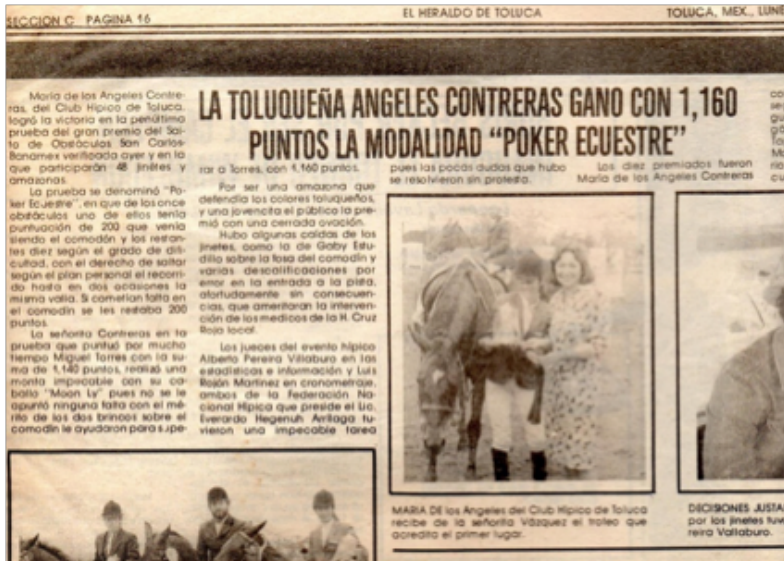 SECCION C PAGINA 16
EL HERALDO DE TOLUCA
TOLUCA, MEX., LUNE
LA TOLUQUEÑA ANGELES CONTRERAS GANO CON 1,160
PUNTOS LA MODALIDAD "POKER ECUESTRE"
María de los Angeles Contre-
ras, del Club Hípico de Toluca,
logró la victoria en la penúltima
prueba del gran premio del Sal-
to de Obstáculos San Carlos-
Banamex verificada ayer y en la
que participarán 48 jinetes y
amazonas.
La prueba se denominó "Po-
ker Ecuestre", en que de los once
obstáculos uno de ellos tenía
puntuación de 200 que venía
siendo el comodín y los restan-
tes diez según el grado de difi-
cultad, con el derecho de saltar
según el plan personal el recorri-
do hasta en dos ocasiones la
misma valla. Si cometían falta en
el comodín se les restaba 200
puntos.
La señorita Contreras en la
prueba que puntuó por mucho
tiempo Miguel Torres con la su-
ma de 1,140 puntos, realizó una
monta impecable con su ca-
ballo "Moon Ly" pues no se le
apuntó ninguna falta con el mé-
rito de los dos brincos sobre el
comodín le ayudaron para supe-
rar a Torres, con 1,160 puntos.
Por ser una amazona que
defendía los colores toluqueños,
y una jovencita el público la pre-
mió con una cerrada ovación.
Hubo algunas caídas de los
jinetes, como la de Gaby Estu-
dillo sobre la fosa del comodín y
varias descalificaciones por
error en la entrada a la pista,
afortudamente sin consecuen-
cias, que ameritaran la interven-
ción de los medicos de la H. Cruz
Roja local.
Los jueces del evento hípico
Alberto Pereira Villaburo en las
estadísticas e información y Luis
Rojón Martínez en cronometraje,
ambos de la Federación Na-
cional Hípica que preside el Lic.
Everardo Hegenuh Arrilaga tu-
vieron una impecable tarea
pues las pocas dudas que hubo
se resolvieron sin protesta.
Los diez premiados fueron
María de los Angeles Contreras
MARIA DE los Angeles del Club Hípico de Toluca
recibe de la señorita Vázquez el trofeo que
acredita el primer lugar.
DECISIONES JUSTA
por los jinetes tuv
reira Vallaburo.